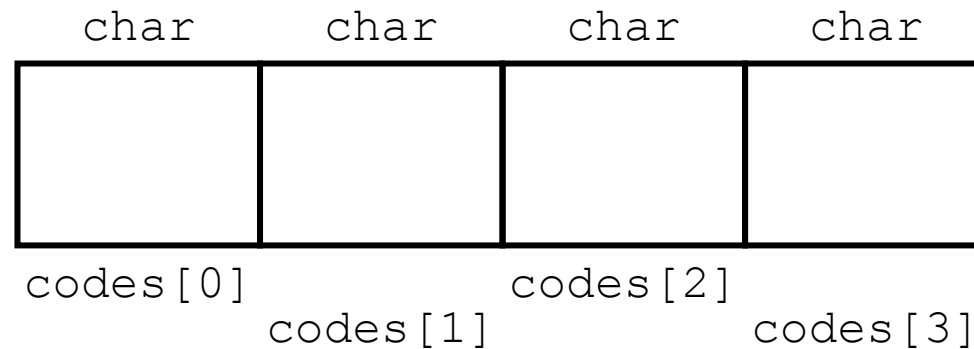 char char char char
codes[0] codes[2]
codes[1] codes[3]